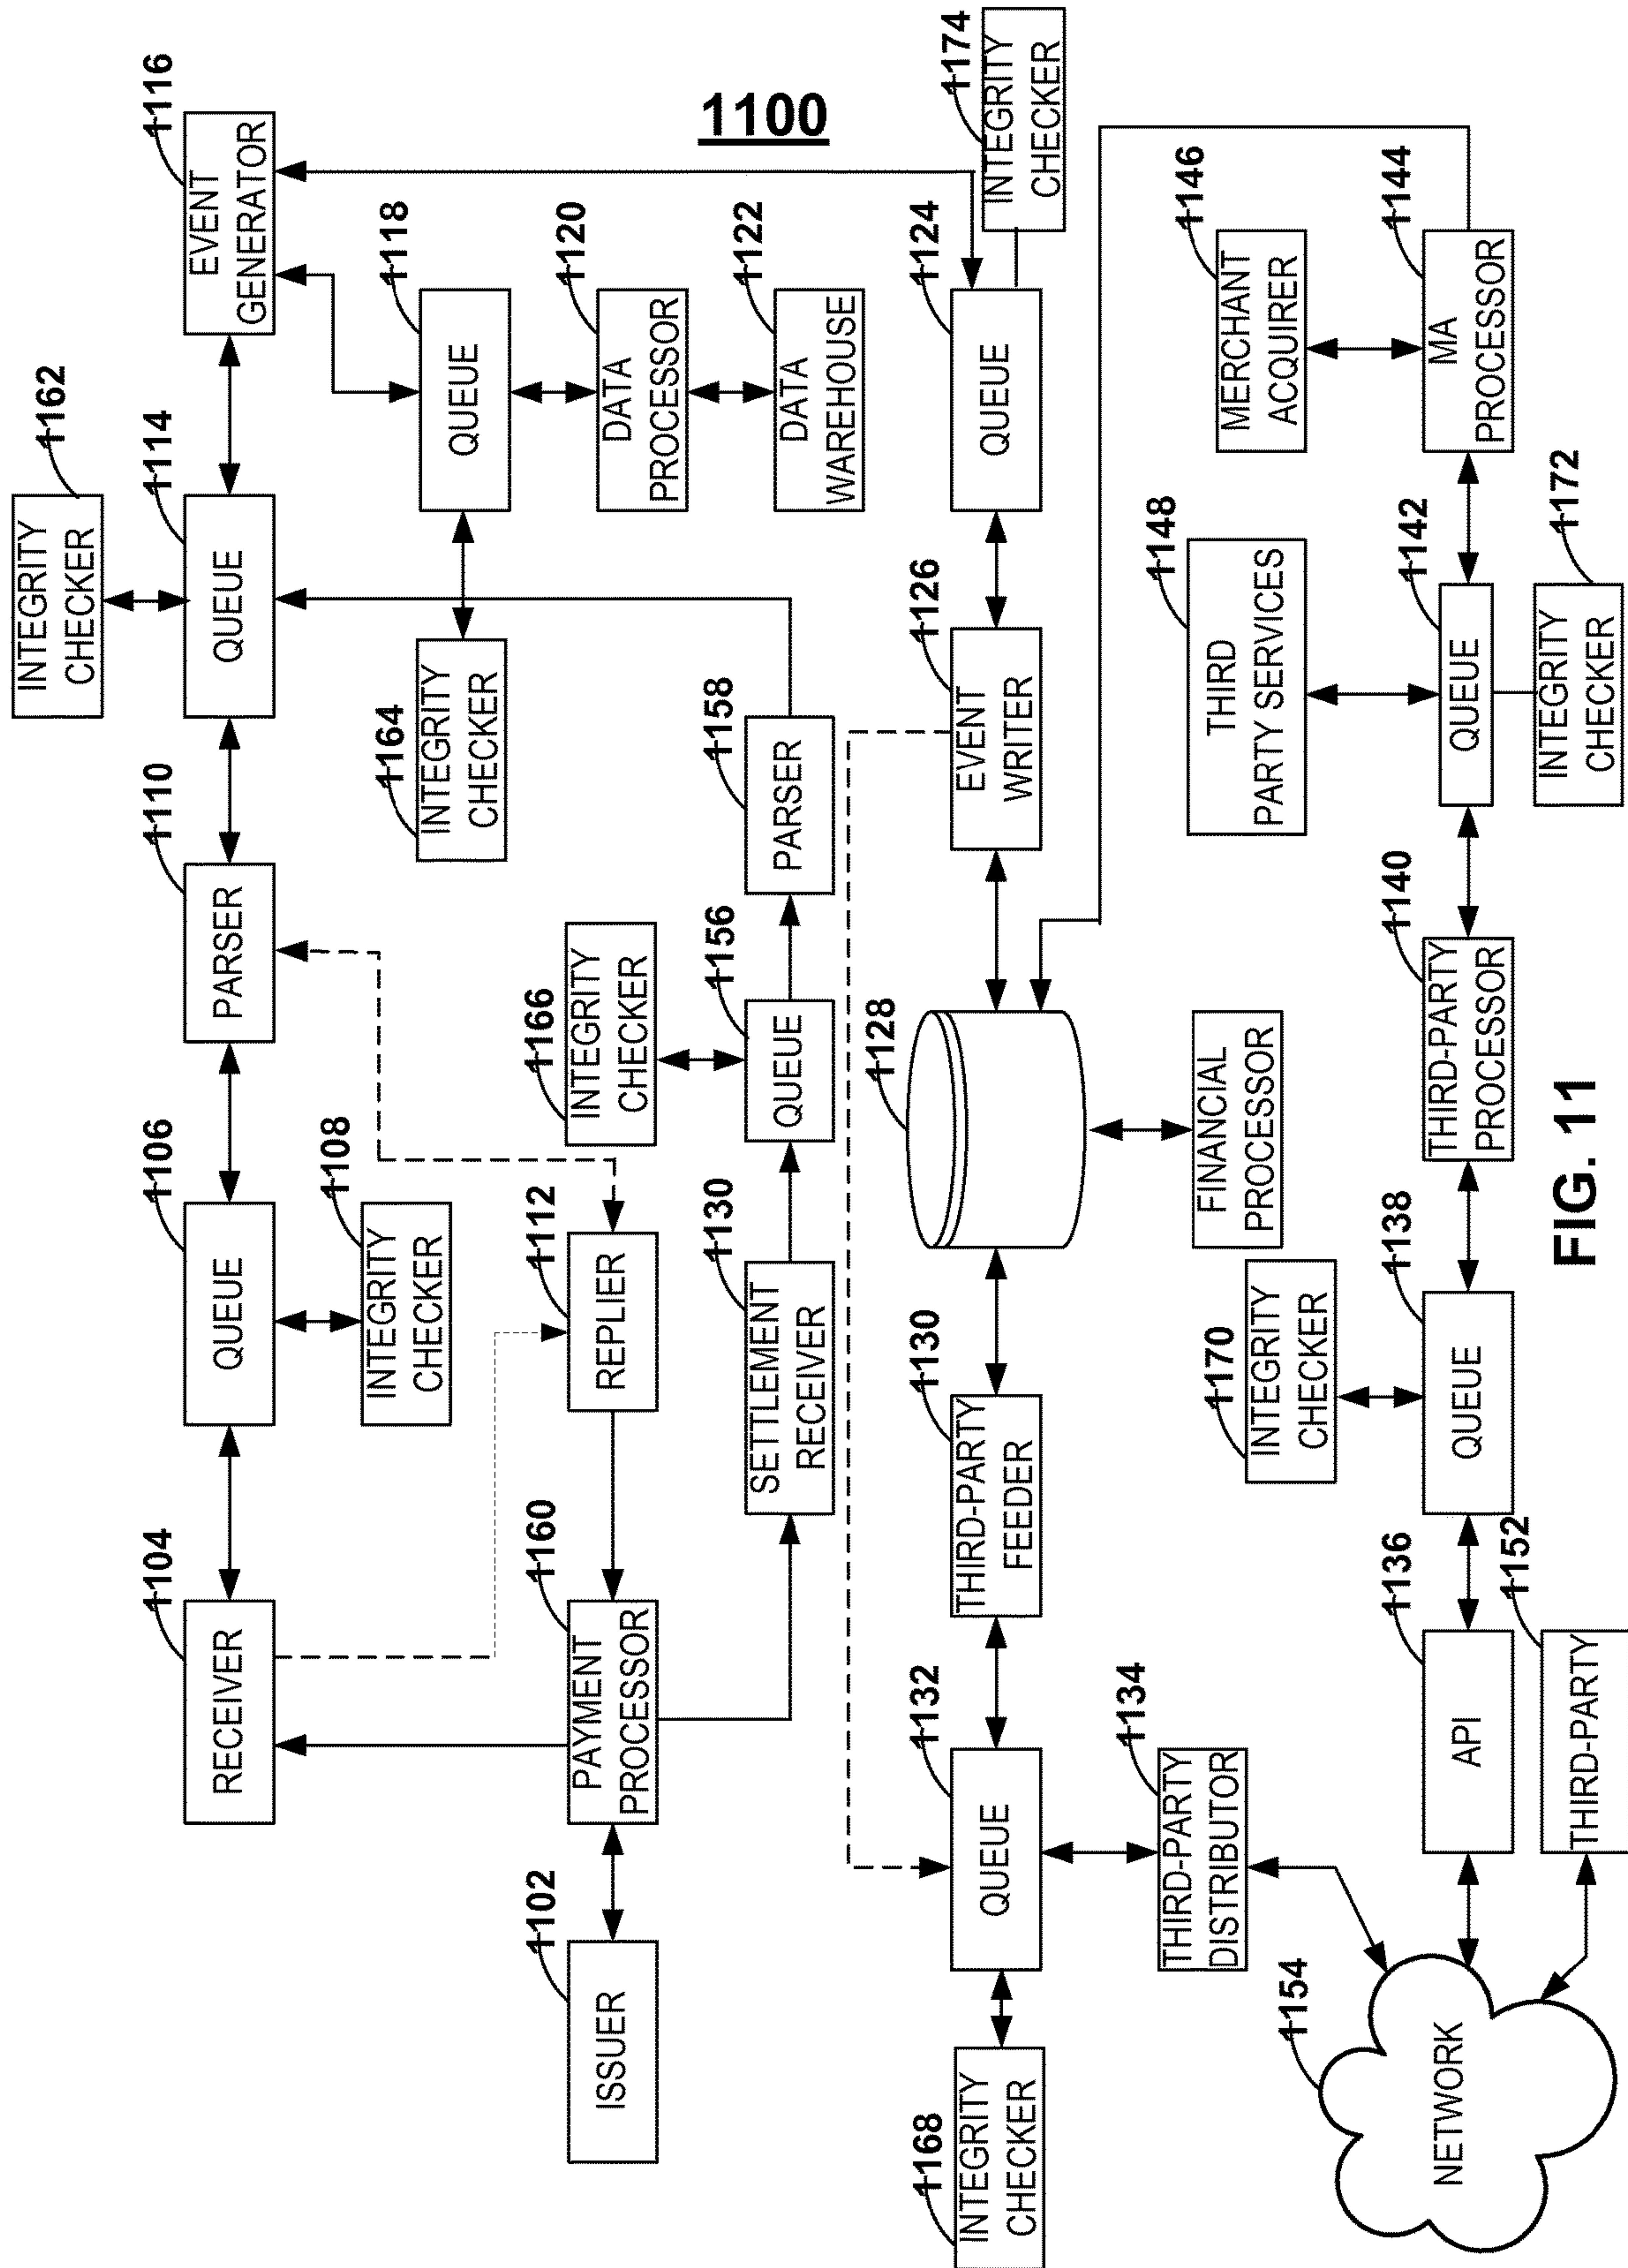 1100
1104
RECEIVER
1106
QUEUE
1108
INTEGRITY
CHECKER
1110
PARSER
1114
QUEUE
1162
INTEGRITY
CHECKER
1116
EVENT
GENERATOR
1102
ISSUER
1160
PAYMENT
PROCESSOR
1112
REPLIER
1164
INTEGRITY
CHECKER
1118
QUEUE
1120
DATA
PROCESSOR
1122
DATA
WAREHOUSE
1166
INTEGRITY
CHECKER
1130
SETTLEMENT
RECEIVER
1156
QUEUE
1158
PARSER
1168
INTEGRITY
CHECKER
1132
QUEUE
1130
THIRD-PARTY
FEEDER
1128
1126
EVENT
WRITER
1124
QUEUE
1174
INTEGRITY
CHECKER
1134
THIRD-PARTY
DISTRIBUTOR
FINANCIAL
PROCESSOR
1170
INTEGRITY
CHECKER
1148
THIRD
PARTY SERVICES
1146
MERCHANT
ACQUIRER
1154
NETWORK
1136
API
1138
QUEUE
1140
THIRD-PARTY
PROCESSOR
1142
QUEUE
1144
MA
PROCESSOR
1152
THIRD-PARTY
1172
INTEGRITY
CHECKER
FIG. 11